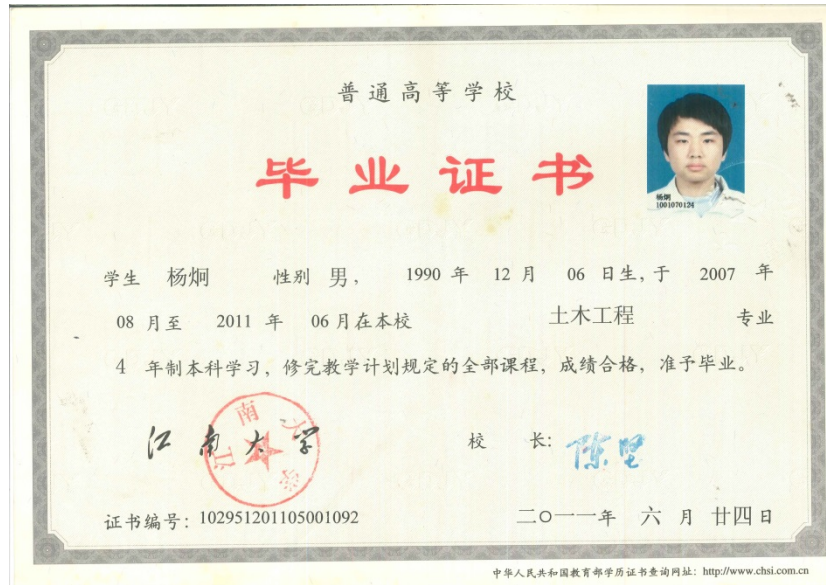 普通高等学校
毕业证书
杨炯
1001070124
学生 杨炯 性别 男， 1990 年 12 月 06 日生，于 2007 年
08 月至 2011 年 06 月在本校 土木工程 专业
4 年制本科学习，修完教学计划规定的全部课程，成绩合格，准予毕业。
江南大学
江南大学
校 长：陈坚
证书编号：102951201105001092
二○一一年 六 月 廿四日
中华人民共和国教育部学历证书查询网址：http://www.chsi.com.cn